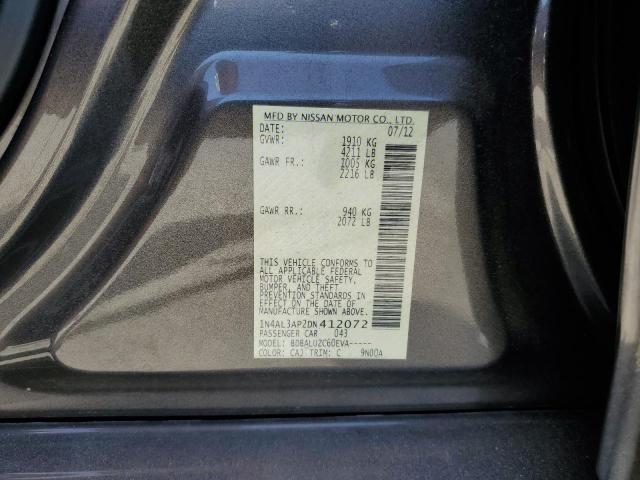 MFD BY NISSAN MOTOR CO., LTD.
DATE: 07/12
GVWR: 1910 KG
4211 LB
GAWR FR.: 1005 KG
2216 LB
GAWR RR.: 940 KG
2072 LB
THIS VEHICLE CONFORMS TO
ALL APPLICABLE FEDERAL
MOTOR VEHICLE SAFETY,
BUMPER, AND THEFT
PREVENTION STANDARDS IN
EFFECT ON THE DATE OF
MANUFACTURE SHOWN ABOVE.
1N4AL3AP2DN412072
PASSENGER CAR 043
MODEL: BDBALUZC60EVA-----
COLOR: CAJ TRIM: C 9N00A